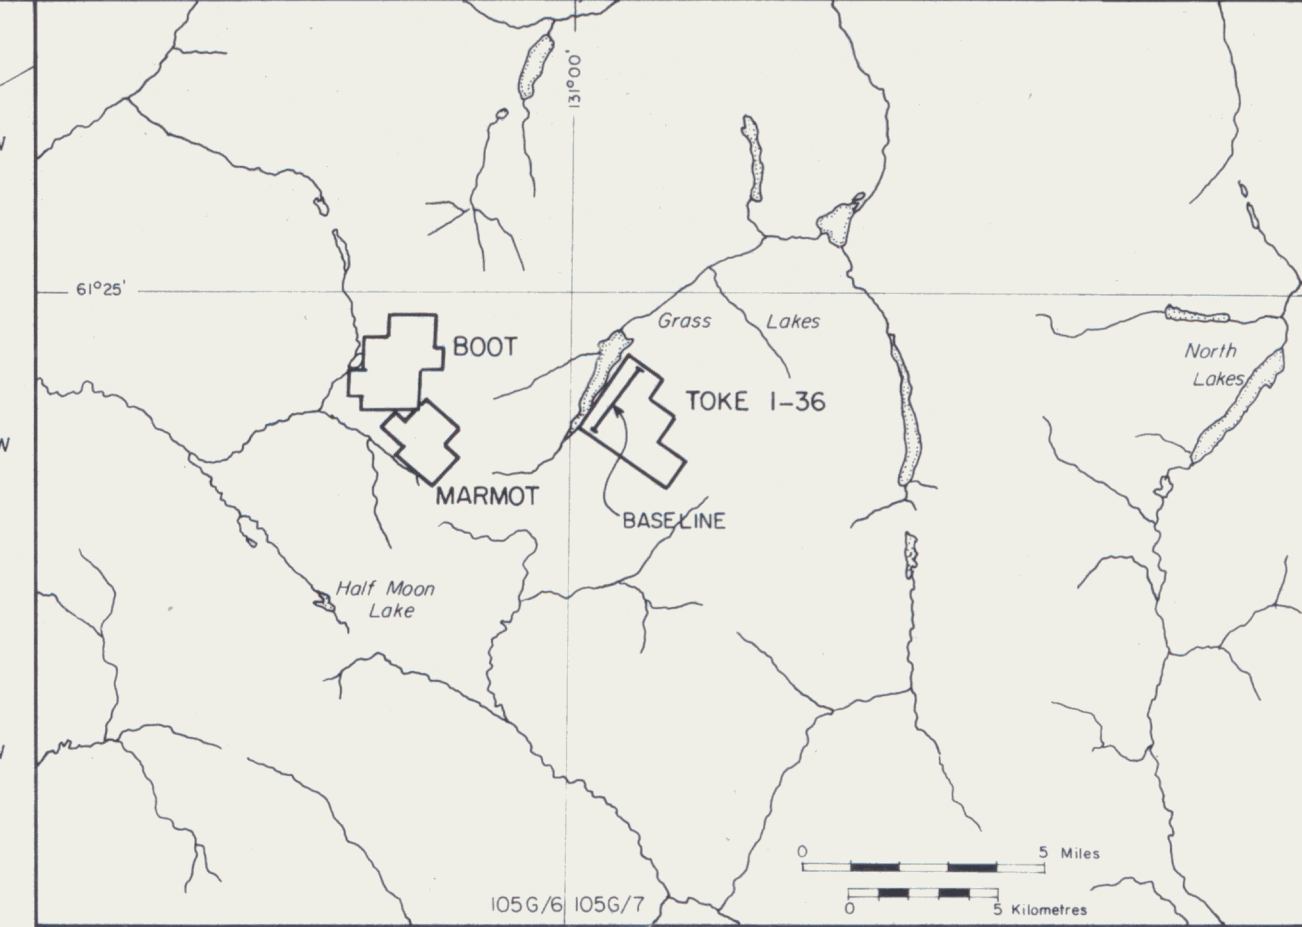 131°00'
61°25'
Grass Lakes
BOOT
North
Lakes
TOKE 1-36
MARMOT
BASELINE
Half Moon
Lake
0 5 Miles
105G/6 105G/7
0 5 Kilometres